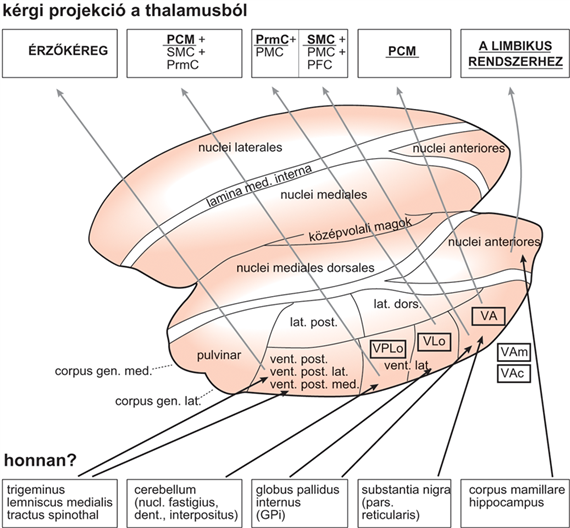 kérgi projekció a thalamusból
ÉRZŐKÉREG
PCM +
SMC +
PrmC
PrmC+
PMC
SMC +
PMC +
PFC
PCM
A LIMBIKUS
RENDSZERHEZ
nuclei laterales
nuclei anteriores
lamina med. interna
nuclei mediales
középvolali magok
nuclei anteriores
nuclei mediales dorsales
lat. dors.
lat. post.
VA
VPLo
VLo
VAm
VAc
pulvinar
vent. post.
vent. post. lat.
vent. post. med.
vent. lat
corpus gen. med.
corpus gen. lat.
honnan?
trigeminus
lemniscus medialis
tractus spinothal
cerebellum
(nucl. fastigius,
dent., interpositus)
globus pallidus
internus
(GPi)
substantia nigra
(pars.
reticularis)
corpus mamillare
hippocampus